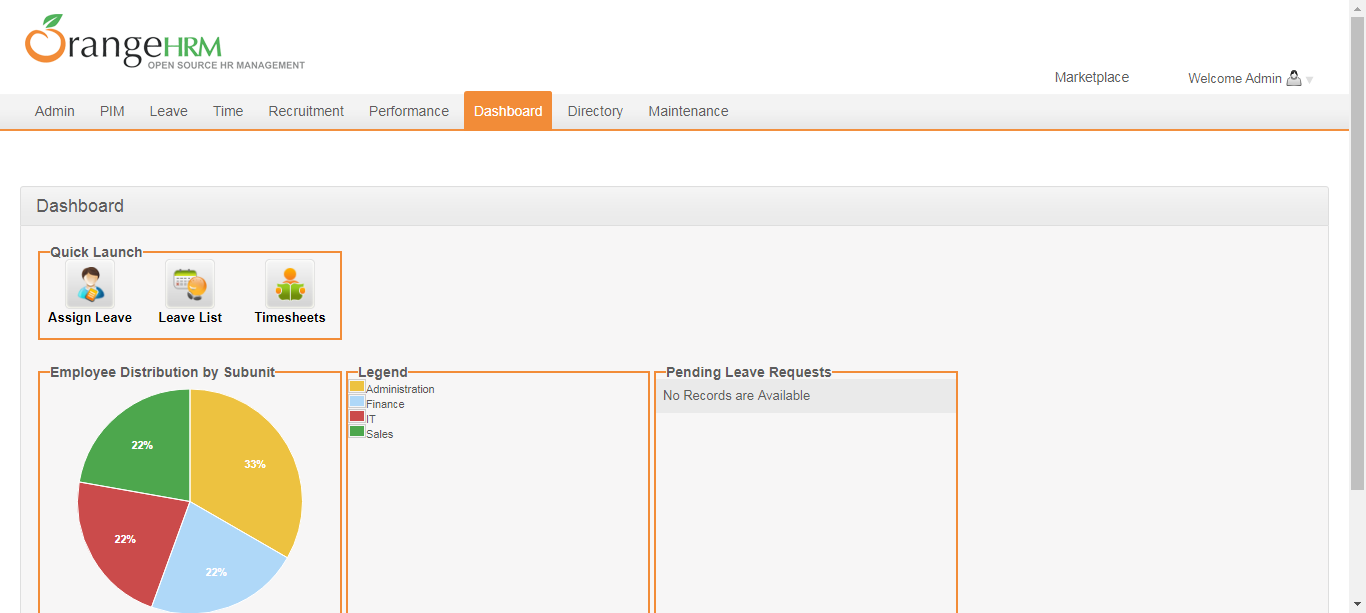 OrangeHRM
OPEN SOURCE HR MANAGEMENT
Marketplace Welcome Admin
Admin PIM Leave Time Recruitment Performance Dashboard Directory Maintenance
Dashboard
Quick Launch
Assign Leave Leave List Timesheets
Employee Distribution by Subunit
22%
33%
22%
22%
Legend
Administration
Finance
IT
Sales
Pending Leave Requests
No Records are Available